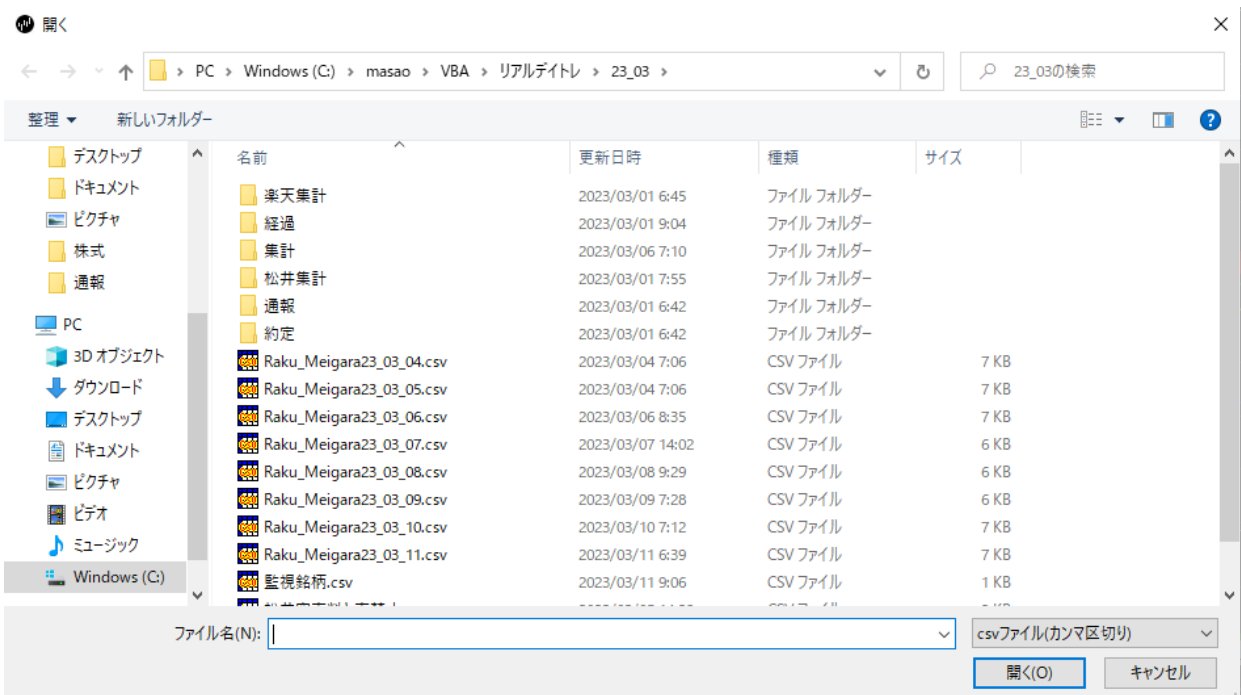 開く
PC › Windows (C:) › masao › VBA › リアルデイトレ › 23_03 ›
23_03の検索
整理
新しいフォルダー
デスクトップ
ドキュメント
ピクチャ
株式
通報
PC
3D オブジェクト
ダウンロード
デスクトップ
ドキュメント
ピクチャ
ビデオ
ミュージック
Windows (C:)
名前 更新日時 種類 サイズ
楽天集計 2023/03/01 6:45 ファイル フォルダー
経過 2023/03/01 9:04 ファイル フォルダー
集計 2023/03/06 7:10 ファイル フォルダー
松井集計 2023/03/01 7:55 ファイル フォルダー
通報 2023/03/01 6:42 ファイル フォルダー
約定 2023/03/01 6:42 ファイル フォルダー
Raku_Meigara23_03_04.csv 2023/03/04 7:06 CSV ファイル 7 KB
Raku_Meigara23_03_05.csv 2023/03/04 7:06 CSV ファイル 7 KB
Raku_Meigara23_03_06.csv 2023/03/06 8:35 CSV ファイル 7 KB
Raku_Meigara23_03_07.csv 2023/03/07 14:02 CSV ファイル 6 KB
Raku_Meigara23_03_08.csv 2023/03/08 9:29 CSV ファイル 6 KB
Raku_Meigara23_03_09.csv 2023/03/09 7:28 CSV ファイル 6 KB
Raku_Meigara23_03_10.csv 2023/03/10 7:12 CSV ファイル 7 KB
Raku_Meigara23_03_11.csv 2023/03/11 6:39 CSV ファイル 7 KB
監視銘柄.csv 2023/03/11 9:06 CSV ファイル 1 KB
ファイル名(N):
csvファイル(カンマ区切り)
開く(O)
キャンセル